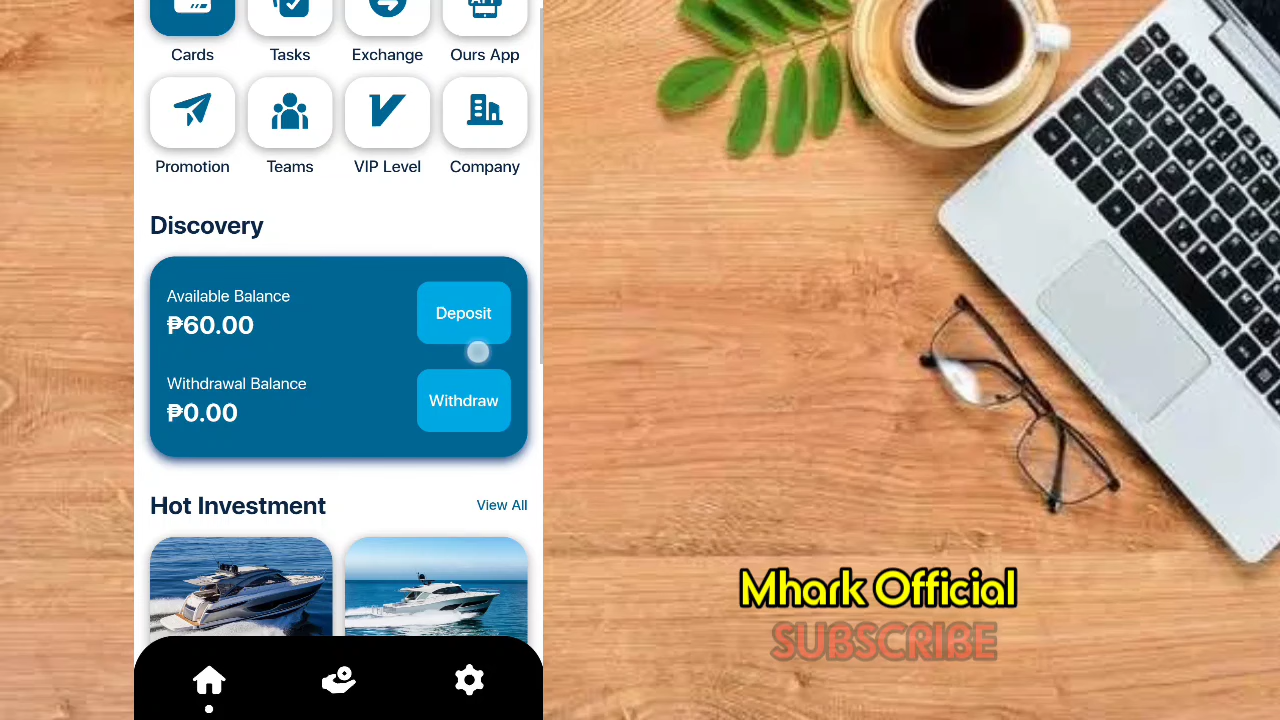 Cards Tasks Exchange Ours App
Promotion Teams VIP Level Company
Discovery
Available Balance
₱60.00
Deposit
Withdrawal Balance
₱0.00
Withdraw
Hot Investment View All
Mhark Official
SUBSCRIBE